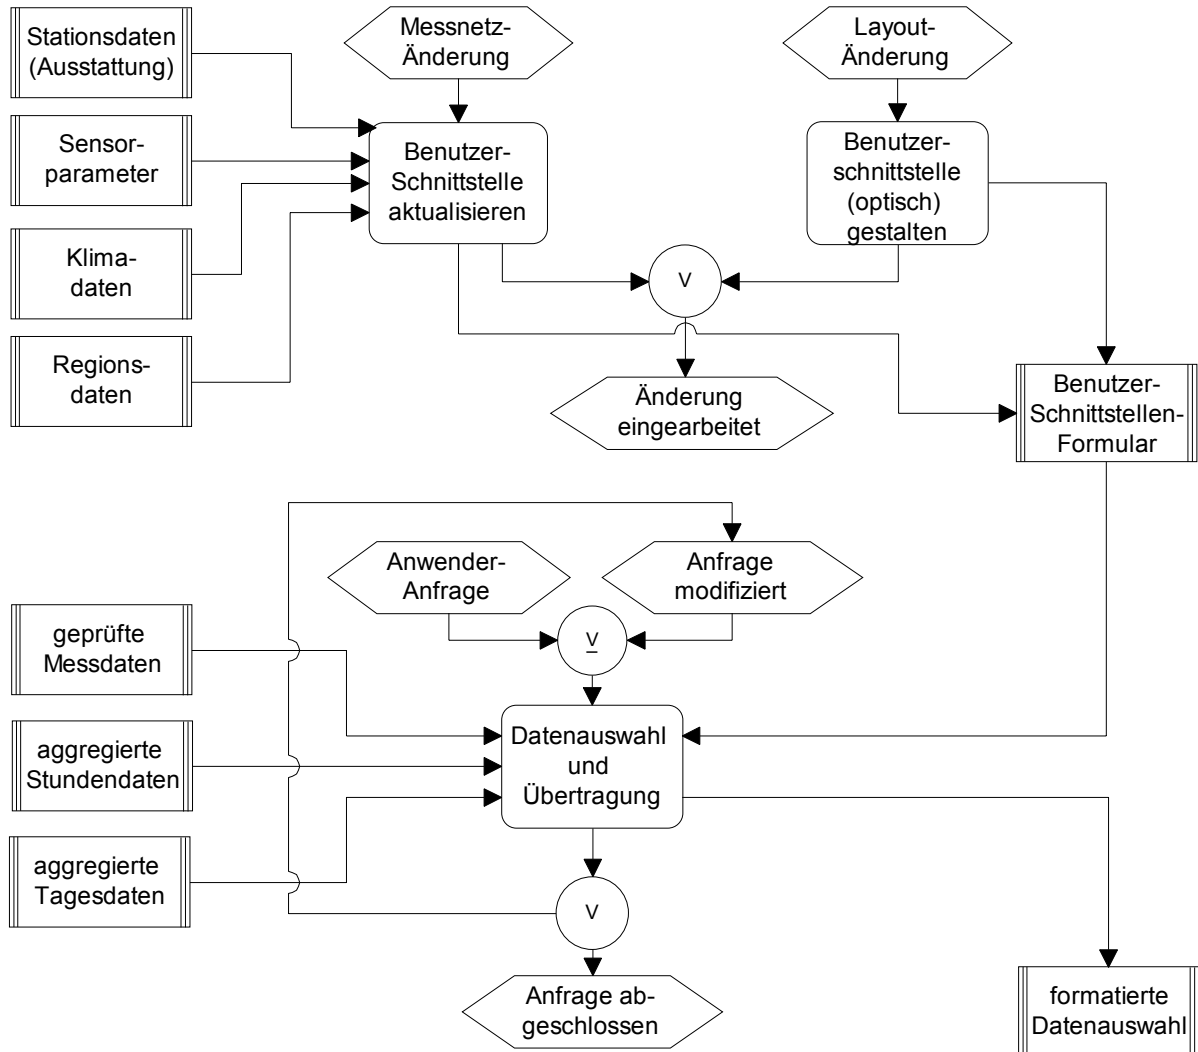 Stationsdaten
(Ausstattung)
Messnetz-
Änderung
Layout-
Änderung
Sensor-
parameter
Benutzer-
Schnittstelle
aktualisieren
Benutzer-
schnittstelle
(optisch)
gestalten
Klima-
daten
V
Regions-
daten
Änderung
eingearbeitet
Benutzer-
Schnittstellen-
Formular
Anwender-
Anfrage
Anfrage
modifiziert
V
geprüfte
Messdaten
Datenauswahl
und
Übertragung
aggregierte
Stundendaten
aggregierte
Tagesdaten
V
Anfrage ab-
geschlossen
formatierte
Datenauswahl